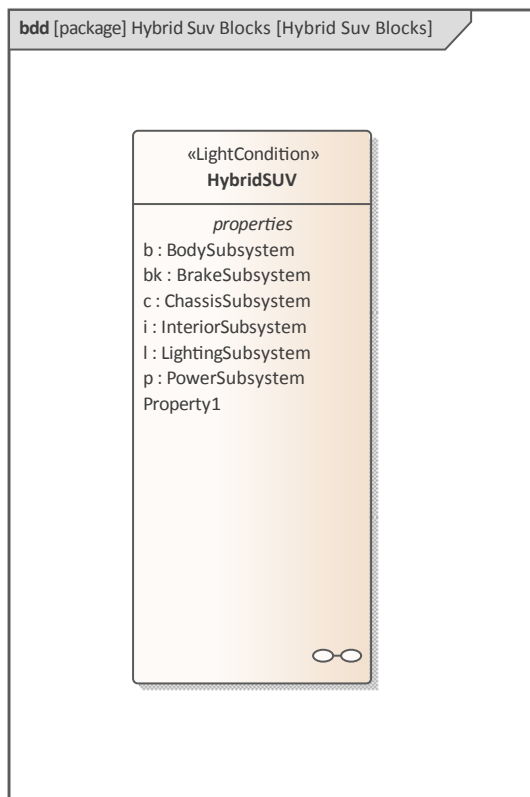 bdd [package] Hybrid Suv Blocks [Hybrid Suv Blocks]
«LightCondition»
HybridSUV
properties
b : BodySubsystem
bk : BrakeSubsystem
c : ChassisSubsystem
i : InteriorSubsystem
l : LightingSubsystem
p : PowerSubsystem
Property1